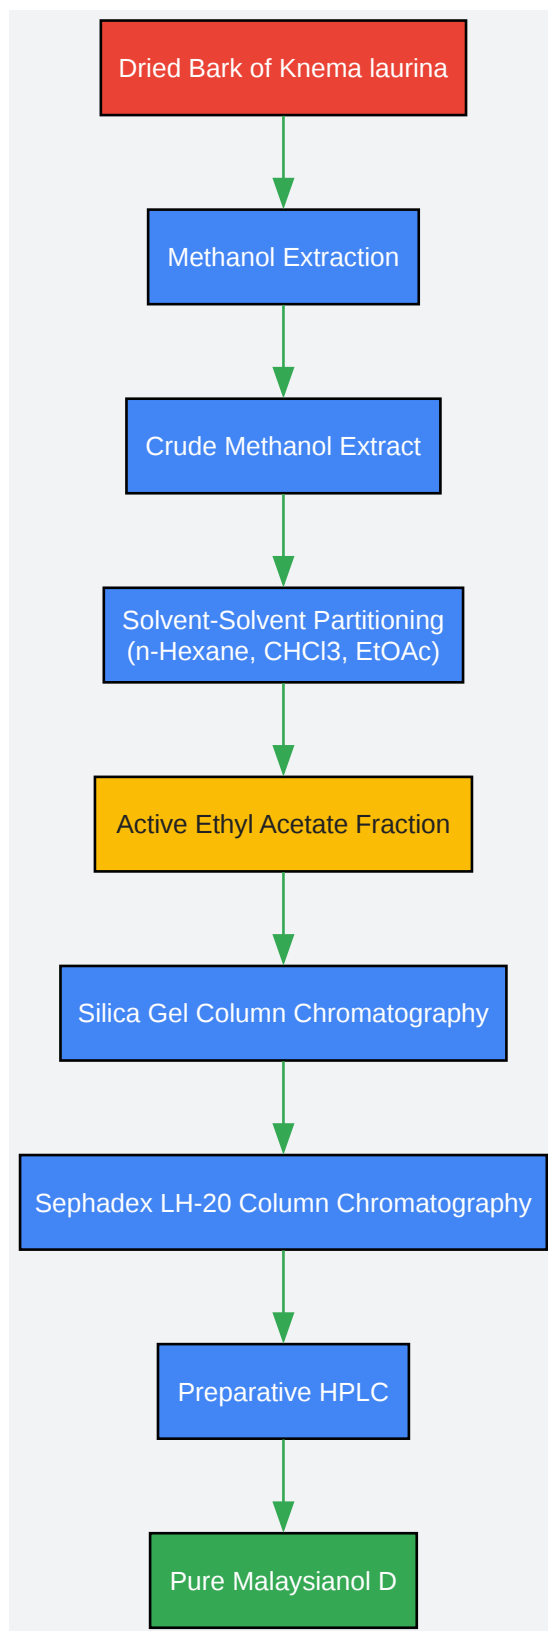 Dried Bark of Knema laurina
Methanol Extraction
Crude Methanol Extract
Solvent-Solvent Partitioning
(n-Hexane, CHCl3, EtOAc)
Active Ethyl Acetate Fraction
Silica Gel Column Chromatography
Sephadex LH-20 Column Chromatography
Preparative HPLC
Pure Malaysianol D